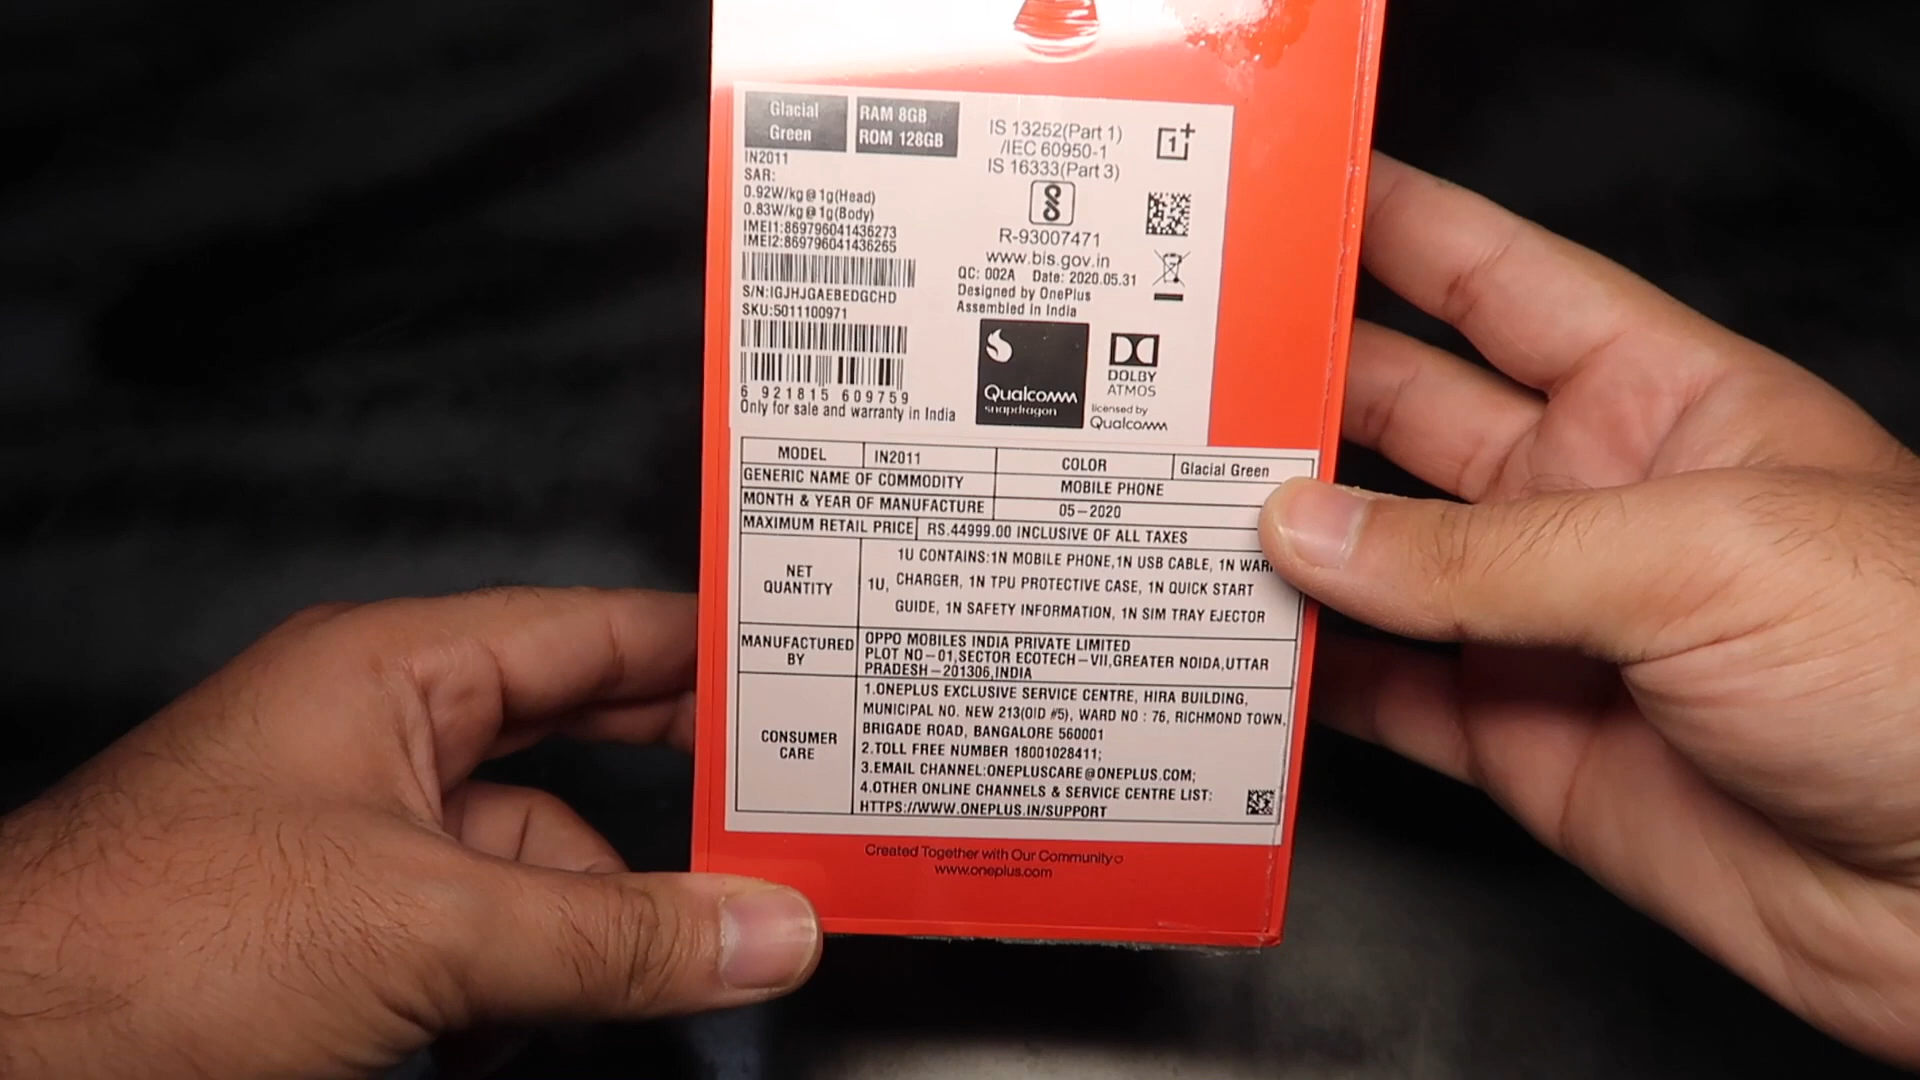 Glacial
Green
RAM 8GB
ROM 128GB
IN2011
SAR:
0.92W/kg@1g(Head)
0.83W/kg@1g(Body)
IMEI1:869796041436273
IMEI2:869796041436265
S/N:IGJHJGAEBEDGCHD
SKU:5011100971
6 921815 609759
Only for sale and warranty in India
IS 13252(Part 1)
/IEC 60950-1
IS 16333(Part 3)
R-93007471
www.bis.gov.in
QC: 002A Date: 2020.05.31
Designed by OnePlus
Assembled in India
Qualcomm
snapdragon
DOLBY
ATMOS
licensed by
Qualcomm
MODEL IN2011 COLOR Glacial Green
GENERIC NAME OF COMMODITY MOBILE PHONE
MONTH & YEAR OF MANUFACTURE 05-2020
MAXIMUM RETAIL PRICE RS.44999.00 INCLUSIVE OF ALL TAXES
NET
QUANTITY
1U CONTAINS:1N MOBILE PHONE,1N USB CABLE, 1N
1U, CHARGER, 1N TPU PROTECTIVE CASE, 1N QUICK START
GUIDE, 1N SAFETY INFORMATION, 1N SIM TRAY EJECTOR
MANUFACTURED
BY
OPPO MOBILES INDIA PRIVATE LIMITED
PLOT NO-01,SECTOR ECOTECH-VII,GREATER NOIDA,UTTAR
PRADESH-201306,INDIA
CONSUMER
CARE
1.ONEPLUS EXCLUSIVE SERVICE CENTRE, HIRA BUILDING,
MUNICIPAL NO. NEW 213(OID #5), WARD NO : 76, RICHMOND TOWN,
BRIGADE ROAD, BANGALORE 560001
2.TOLL FREE NUMBER 18001028411;
3.EMAIL CHANNEL:ONEPLUSCARE@ONEPLUS.COM;
4.OTHER ONLINE CHANNELS & SERVICE CENTRE LIST:
HTTPS://WWW.ONEPLUS.IN/SUPPORT
Created Together with Our Community
www.oneplus.com